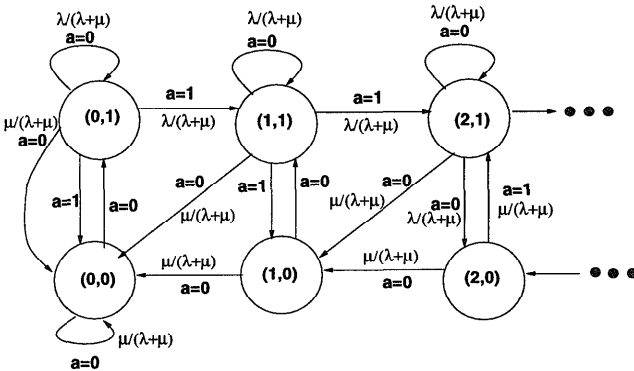 λ/(λ+μ)
a=0
λ/(λ+μ)
a=0
λ/(λ+μ)
a=0
(0,1)
a=1
λ/(λ+μ)
(1,1)
a=1
λ/(λ+μ)
(2,1)
μ/(λ+μ)
a=0
a=1
a=0
a=0
μ/(λ+μ)
a=1
a=0
a=0
μ/(λ+μ)
a=0
λ/(λ+μ)
a=1
μ/(λ+μ)
(0,0)
μ/(λ+μ)
a=0
(1,0)
μ/(λ+μ)
a=0
(2,0)
μ/(λ+μ)
a=0